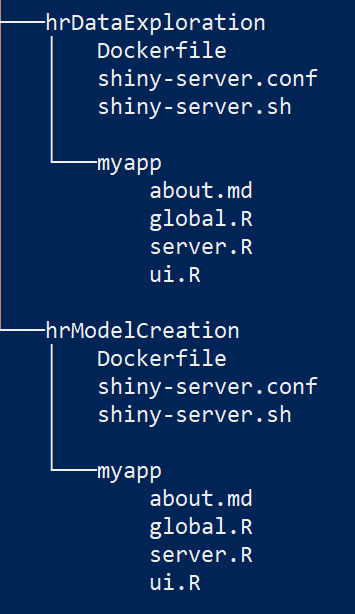 hrDataExploration
Dockerfile
shiny-server.conf
shiny-server.sh
myapp
about.md
global.R
server.R
ui.R
hrModelCreation
Dockerfile
shiny-server.conf
shiny-server.sh
myapp
about.md
global.R
server.R
ui.R